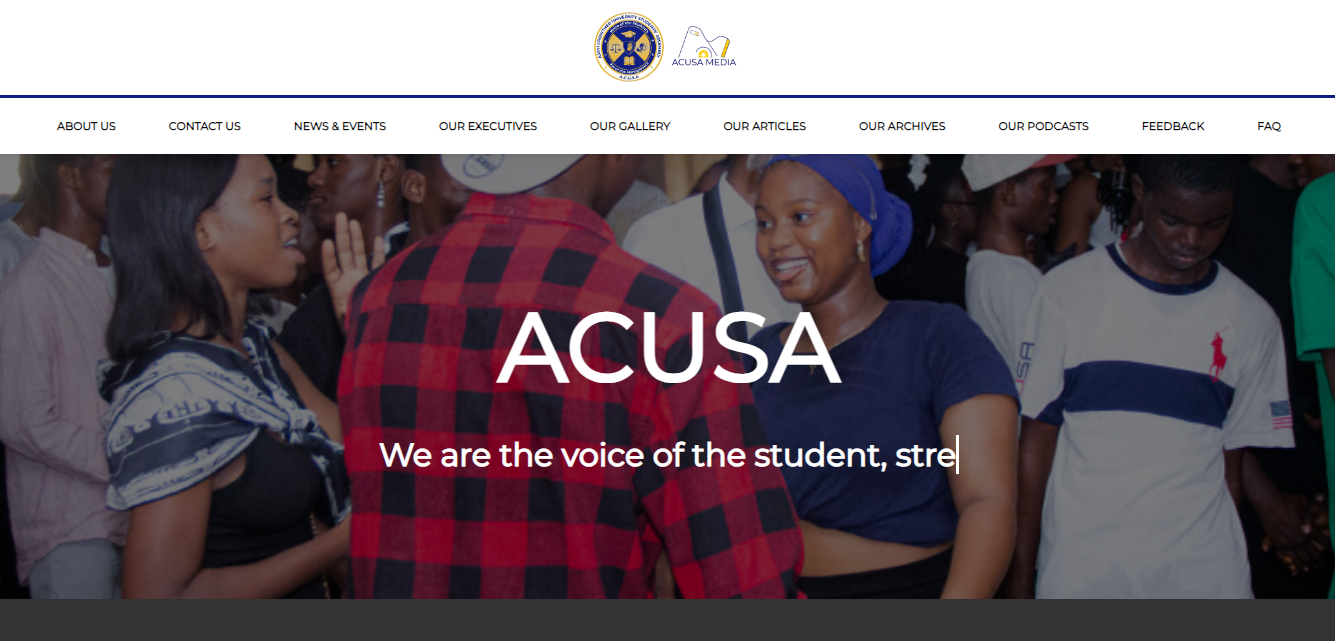 ACUSA MEDIA
ABOUT US
CONTACT US
NEWS & EVENTS
OUR EXECUTIVES
OUR GALLERY
OUR ARTICLES
OUR ARCHIVES
OUR PODCASTS
FEEDBACK
FAQ
ACUSA
We are the voice of the student, stre